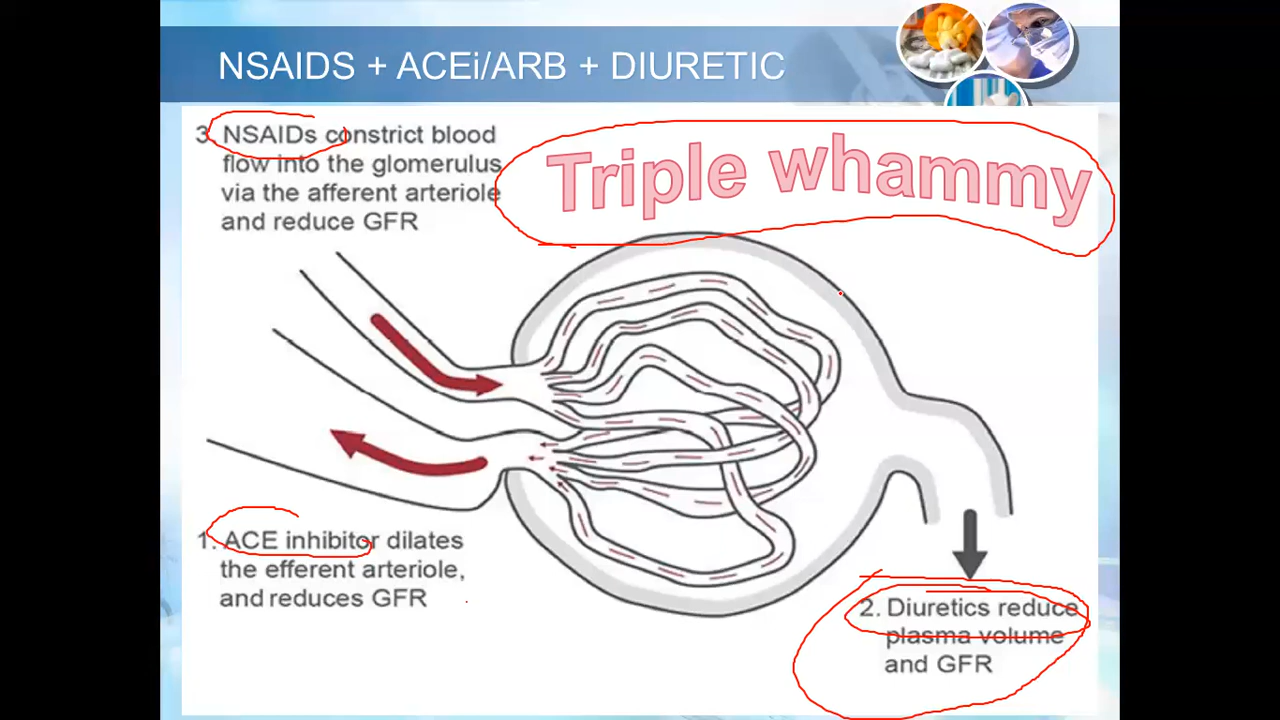 NSAIDS + ACEi/ARB + DIURETIC
3. NSAIDs constrict blood
flow into the glomerulus
via the afferent arteriole
and reduce GFR
Triple whammy
1. ACE inhibitor dilates
the efferent arteriole,
and reduces GFR
2. Diuretics reduce
plasma volume
and GFR